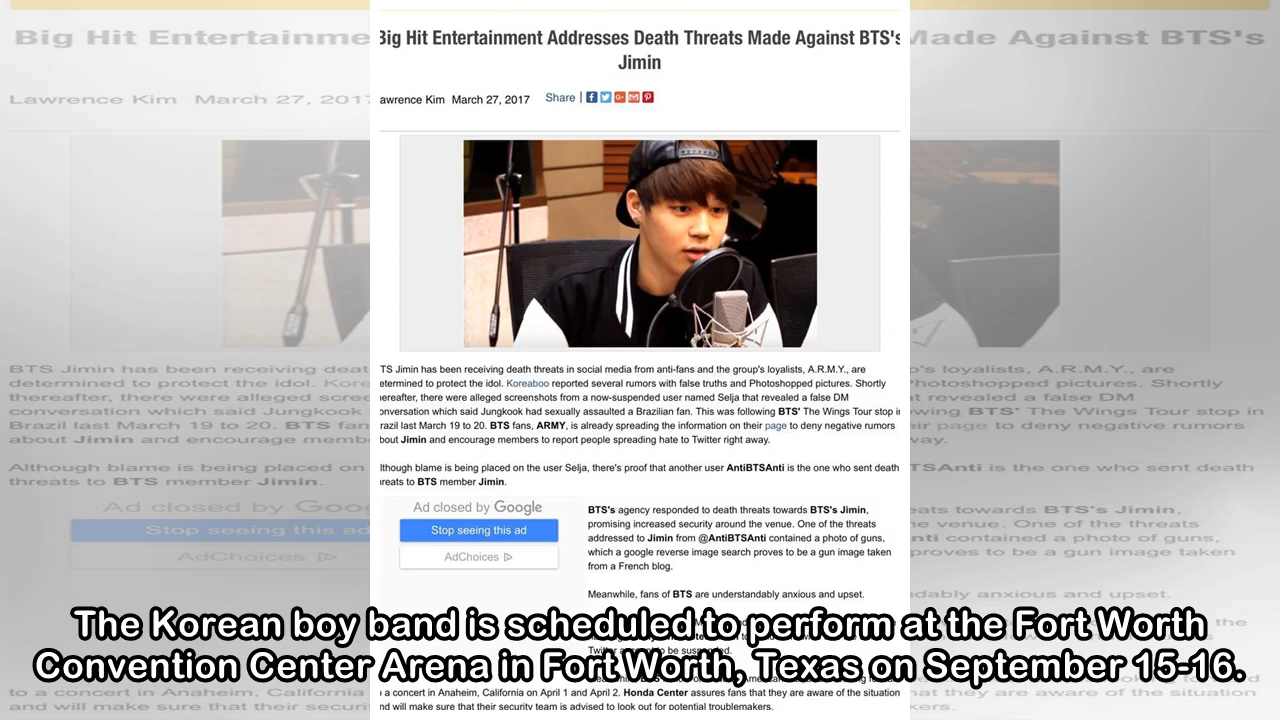 Big Hit Entertainment Addresses Death Threats Made Against BTS's
Jimin
awrence Kim March 27, 2017 Share |
TS Jimin has been receiving death threats in social media from anti-fans and the group's loyalists, A.R.M.Y., are
etermined to protect the idol. Koreaboo reported several rumors with false truths and Photoshopped pictures. Shortly
hereafter, there were alleged screenshots from a now-suspended user named Selja that revealed a false DM
onversation which said Jungkook had sexually assaulted a Brazilian fan. This was following BTS' The Wings Tour stop in
razil last March 19 to 20. BTS fans, ARMY, is already spreading the information on their page to deny negative rumors
bout Jimin and encourage members to report people spreading hate to Twitter right away.
lthough blame is being placed on the user Selja, there's proof that another user AntiBTSAnti is the one who sent death
reats to BTS member Jimin.
Ad closed by Google
Stop seeing this ad
AdChoices
BTS's agency responded to death threats towards BTS's Jimin,
promising increased security around the venue. One of the threats
addressed to Jimin from @AntiBTSAnti contained a photo of guns,
which a google reverse image search proves to be a gun image taken
from a French blog.
Meanwhile, fans of BTS are understandably anxious and upset.
The Korean boy band is scheduled to perform at the Fort Worth
Convention Center Arena in Fort Worth, Texas on September 15-16.
a concert in Anaheim, California on April 1 and April 2. Honda Center assures fans that they are aware of the situation
nd will make sure that their security team is advised to look out for potential troublemakers.